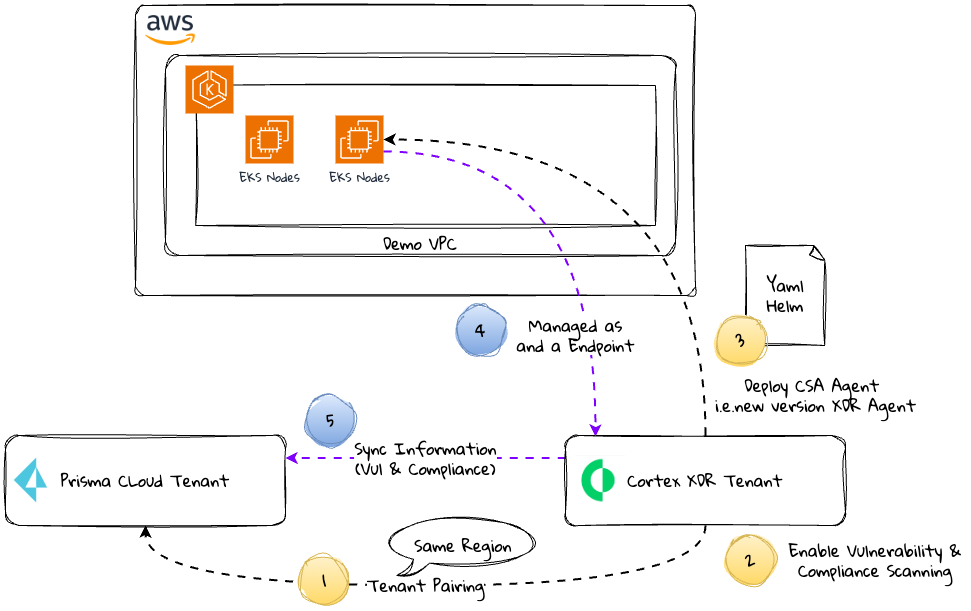 aws
K
EKS Nodes
EKS Nodes
Demo VPC
Yaml
Helm
3
4
Managed as
and a Endpoint
Deploy CSA Agent
i.e.new version XDR Agent
5
Sync Information
(Vul & Compliance)
Prisma CLoud Tenant
Cortex XDR Tenant
Same Region
1
Tenant Pairing
2
Enable Vulnerability &
Compliance Scanning